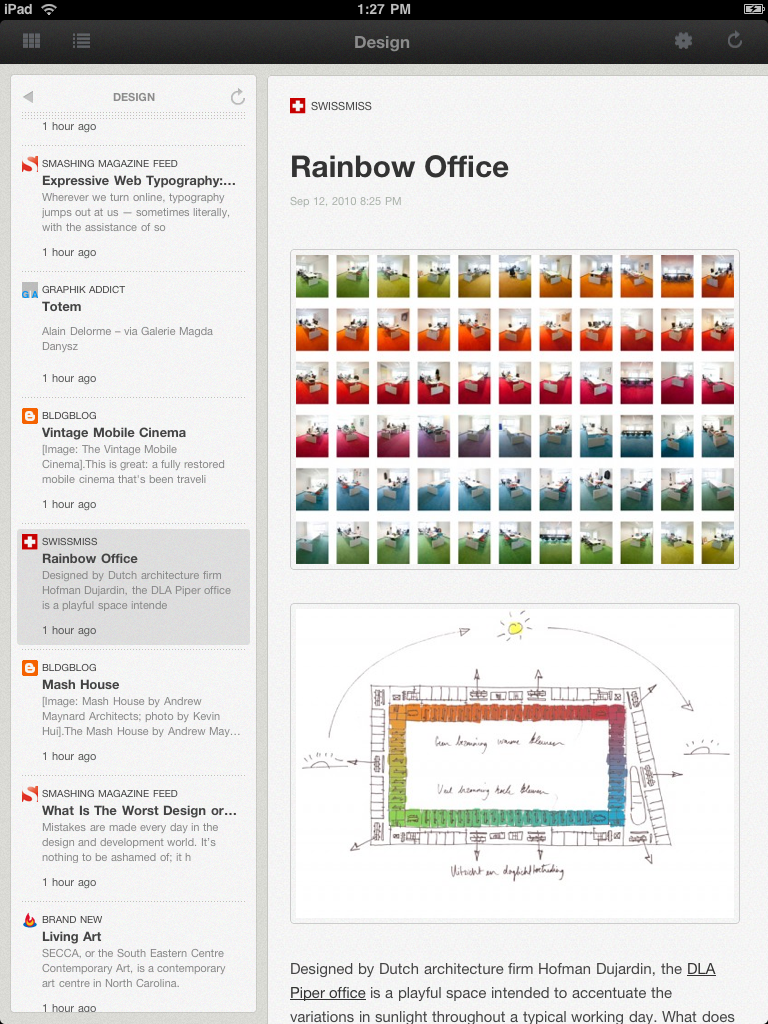 iPad
1:27 PM
Design
DESIGN
1 hour ago
SMASHING MAGAZINE FEED
Expressive Web Typography:...
Wherever we turn online, typography
jumps out at us — sometimes literally,
with the assistance of so
1 hour ago
GRAPHIK ADDICT
Totem
Alain Delorme – via Galerie Magda
Danysz
1 hour ago
BLDGBLOG
Vintage Mobile Cinema
[Image: The Vintage Mobile
Cinema].This is great: a fully restored
mobile cinema that's been traveli
1 hour ago
SWISSMISS
Rainbow Office
Designed by Dutch architecture firm
Hofman Dujardin, the DLA Piper office
is a playful space intende
1 hour ago
BLDGBLOG
Mash House
[Image: Mash House by Andrew
Maynard Architects; photo by Kevin
Hui].The Mash House by Andrew May...
1 hour ago
SMASHING MAGAZINE FEED
What Is The Worst Design or...
Mistakes are made every day in the
design and development world. It's
nothing to be ashamed of; it h
1 hour ago
BRAND NEW
Living Art
SECCA, or the South Eastern Centre
Contemporary Art, is a contemporary
art centre in North Carolina.
1 hour ago
SWISSMISS
Rainbow Office
Sep 12, 2010 8:25 PM
Uitzicht en
Designed by Dutch architecture firm Hofman Dujardin, the DLA
Piper office is a playful space intended to accentuate the
variations in sunlight throughout a typical working day. What does